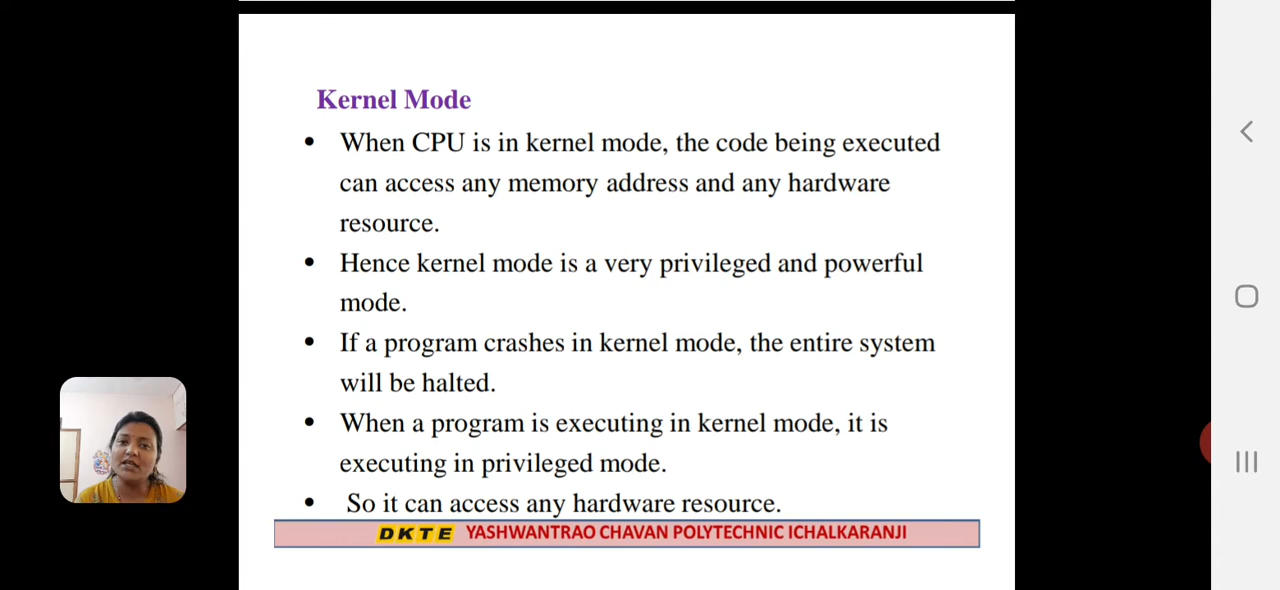 Kernel Mode
• When CPU is in kernel mode, the code being executed
can access any memory address and any hardware
resource.
• Hence kernel mode is a very privileged and powerful
mode.
• If a program crashes in kernel mode, the entire system
will be halted.
• When a program is executing in kernel mode, it is
executing in privileged mode.
• So it can access any hardware resource.
DKTE YASHWANTRAO CHAVAN POLYTECHNIC ICHALKARANJI